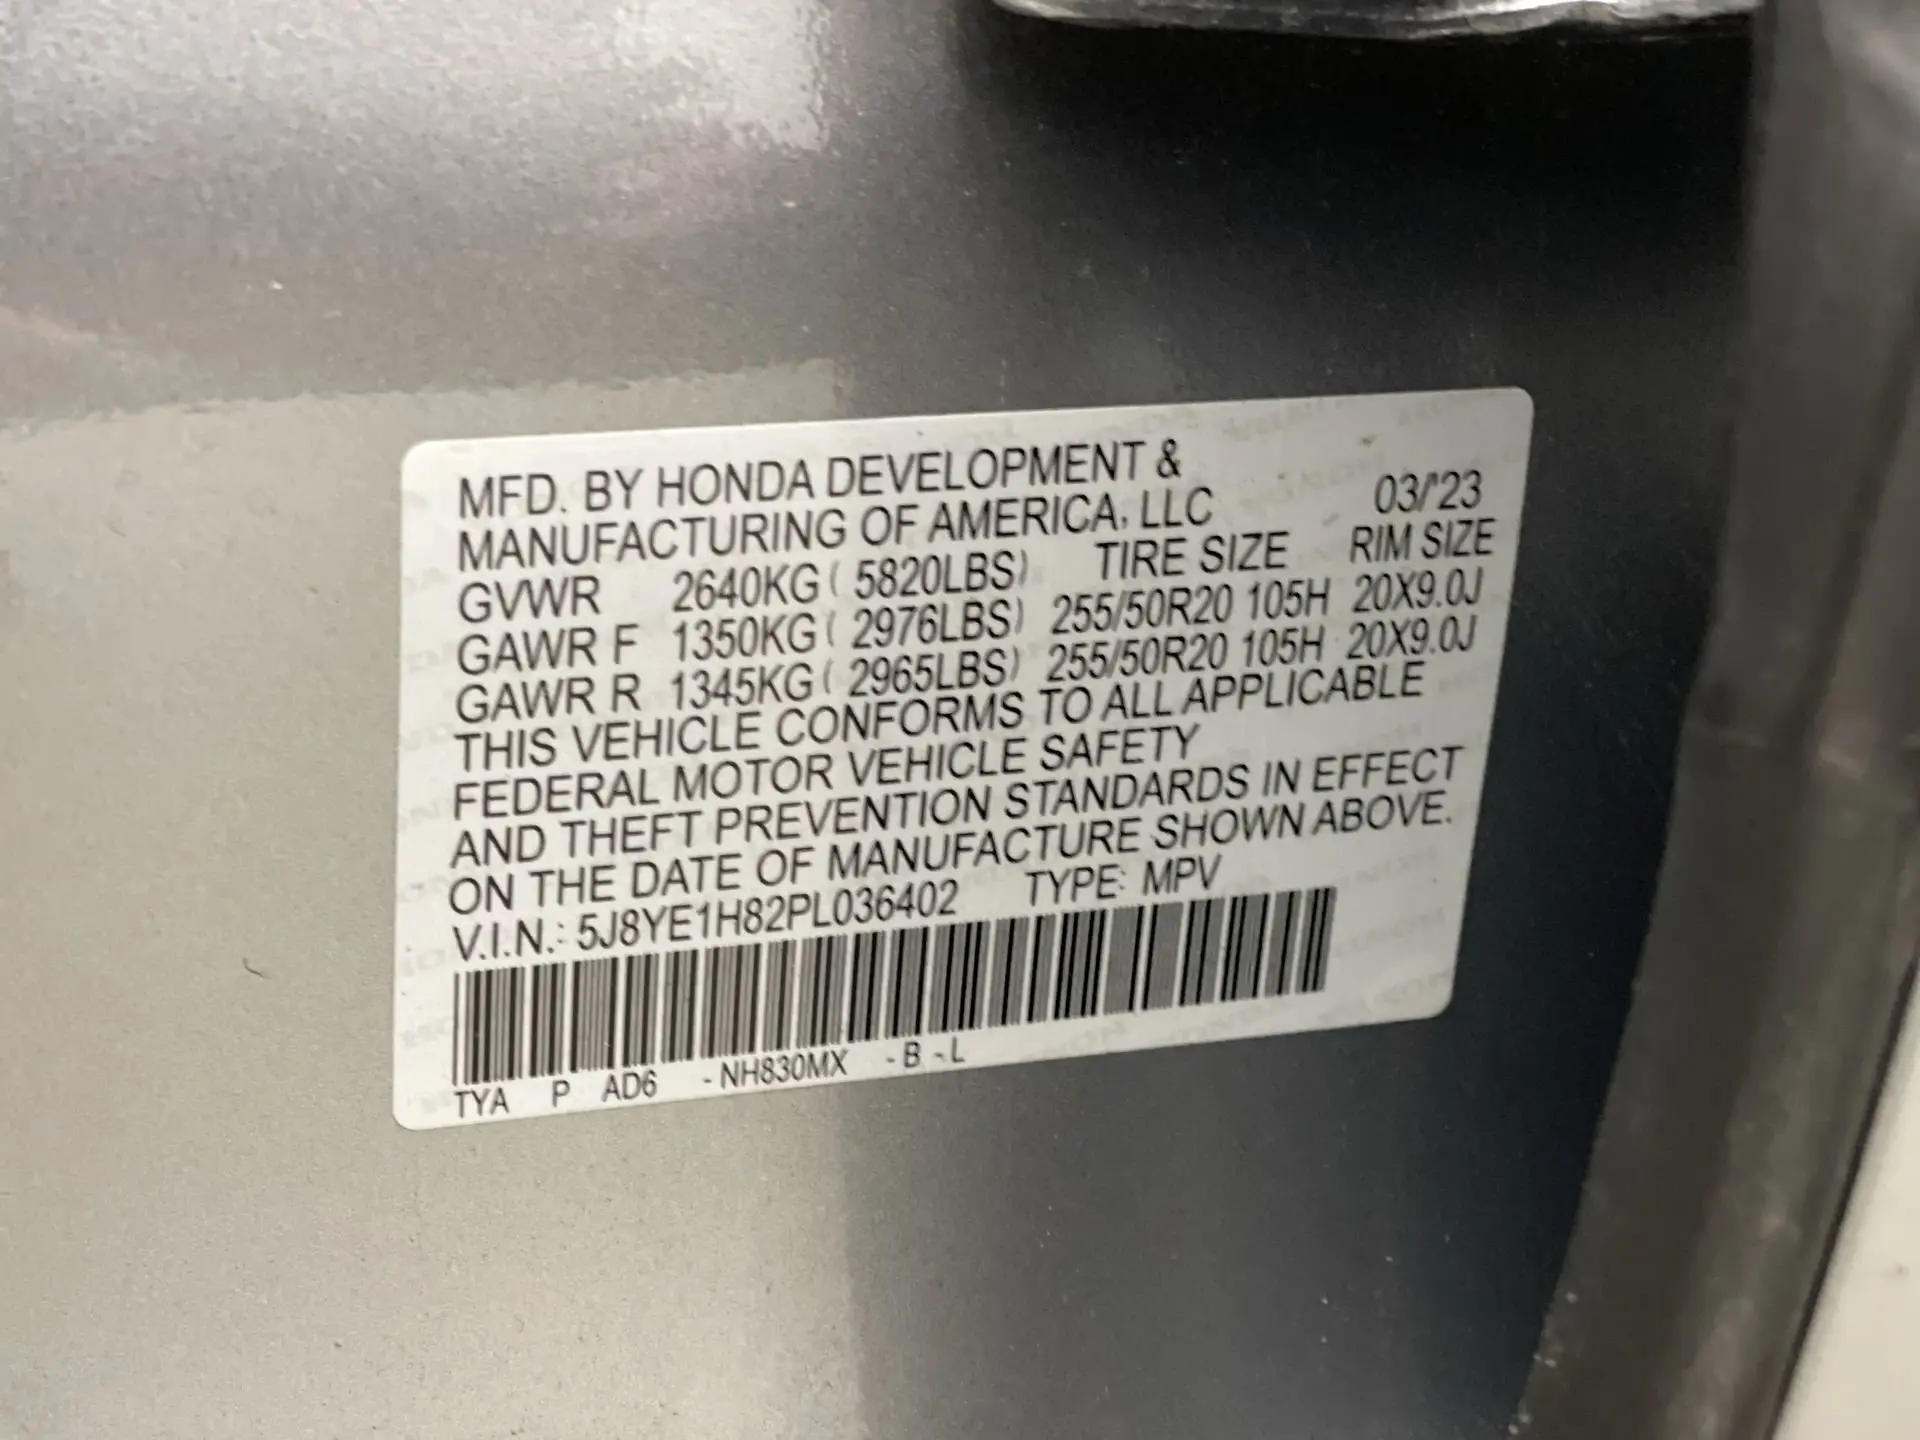 MFD. BY HONDA DEVELOPMENT &
MANUFACTURING OF AMERICA, LLC 03/'23
GVWR 2640KG ( 5820LBS) TIRE SIZE RIM SIZE
GAWR F 1350KG ( 2976LBS) 255/50R20 105H 20X9.0J
GAWR R 1345KG ( 2965LBS) 255/50R20 105H 20X9.0J
THIS VEHICLE CONFORMS TO ALL APPLICABLE
FEDERAL MOTOR VEHICLE SAFETY
AND THEFT PREVENTION STANDARDS IN EFFECT
ON THE DATE OF MANUFACTURE SHOWN ABOVE.
V.I.N.: 5J8YE1H82PL036402 TYPE: MPV
TYA P AD6 -NH830MX -B -L